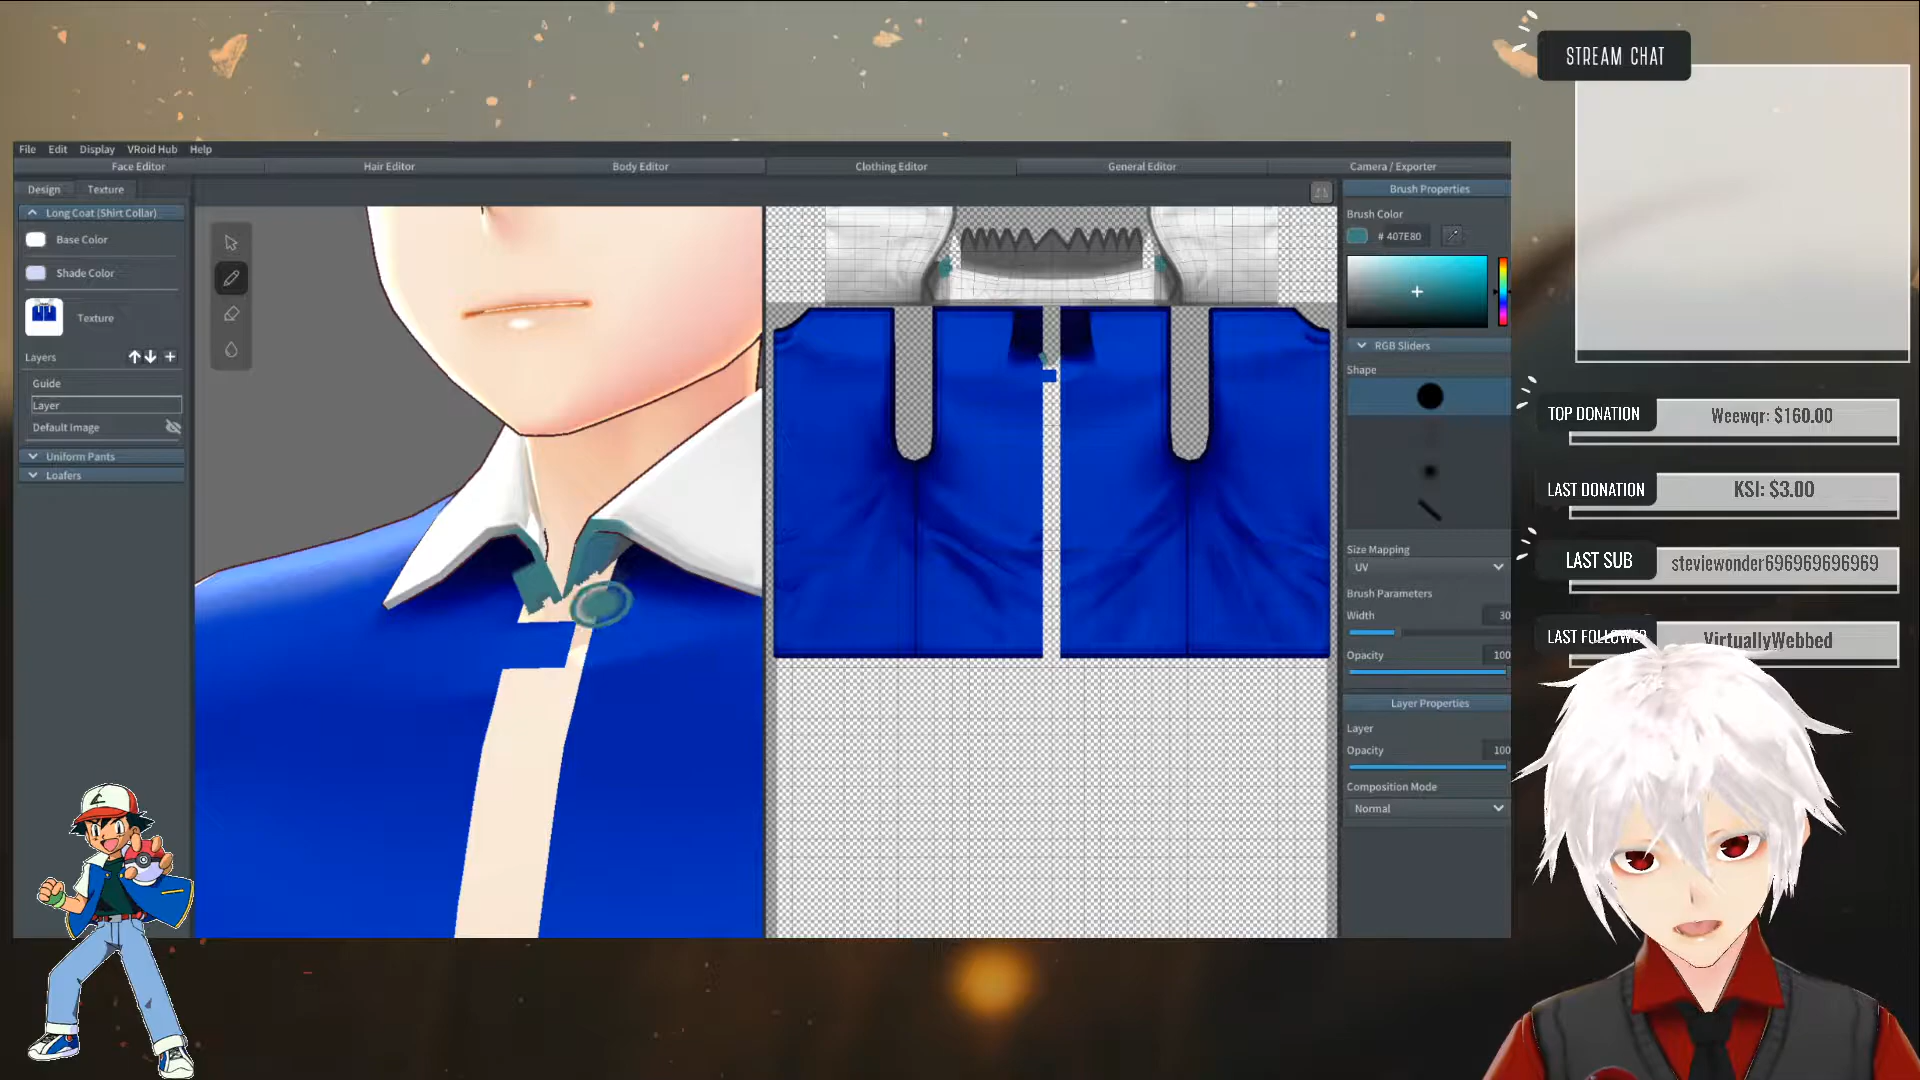 STREAM CHAT
File Edit Display VRoid Hub Help
Face Editor Hair Editor Body Editor Clothing Editor General Editor Camera / Exporter
Design Texture
Long Coat (Shirt Collar)
Base Color
Shade Color
Texture
Layers
Guide
Layer
Default Image
Uniform Pants
Loafers
Brush Properties
Brush Color
# 407E80
RGB Sliders
Shape
Size Mapping
UV
Brush Parameters
Width 30
Opacity 100
Layer Properties
Layer
Opacity 100
Composition Mode
Normal
TOP DONATION Weewqr: $160.00
LAST DONATION KSI: $3.00
LAST SUB steviewonder696969696969
LAST FOLLOWER VirtuallyWebbed